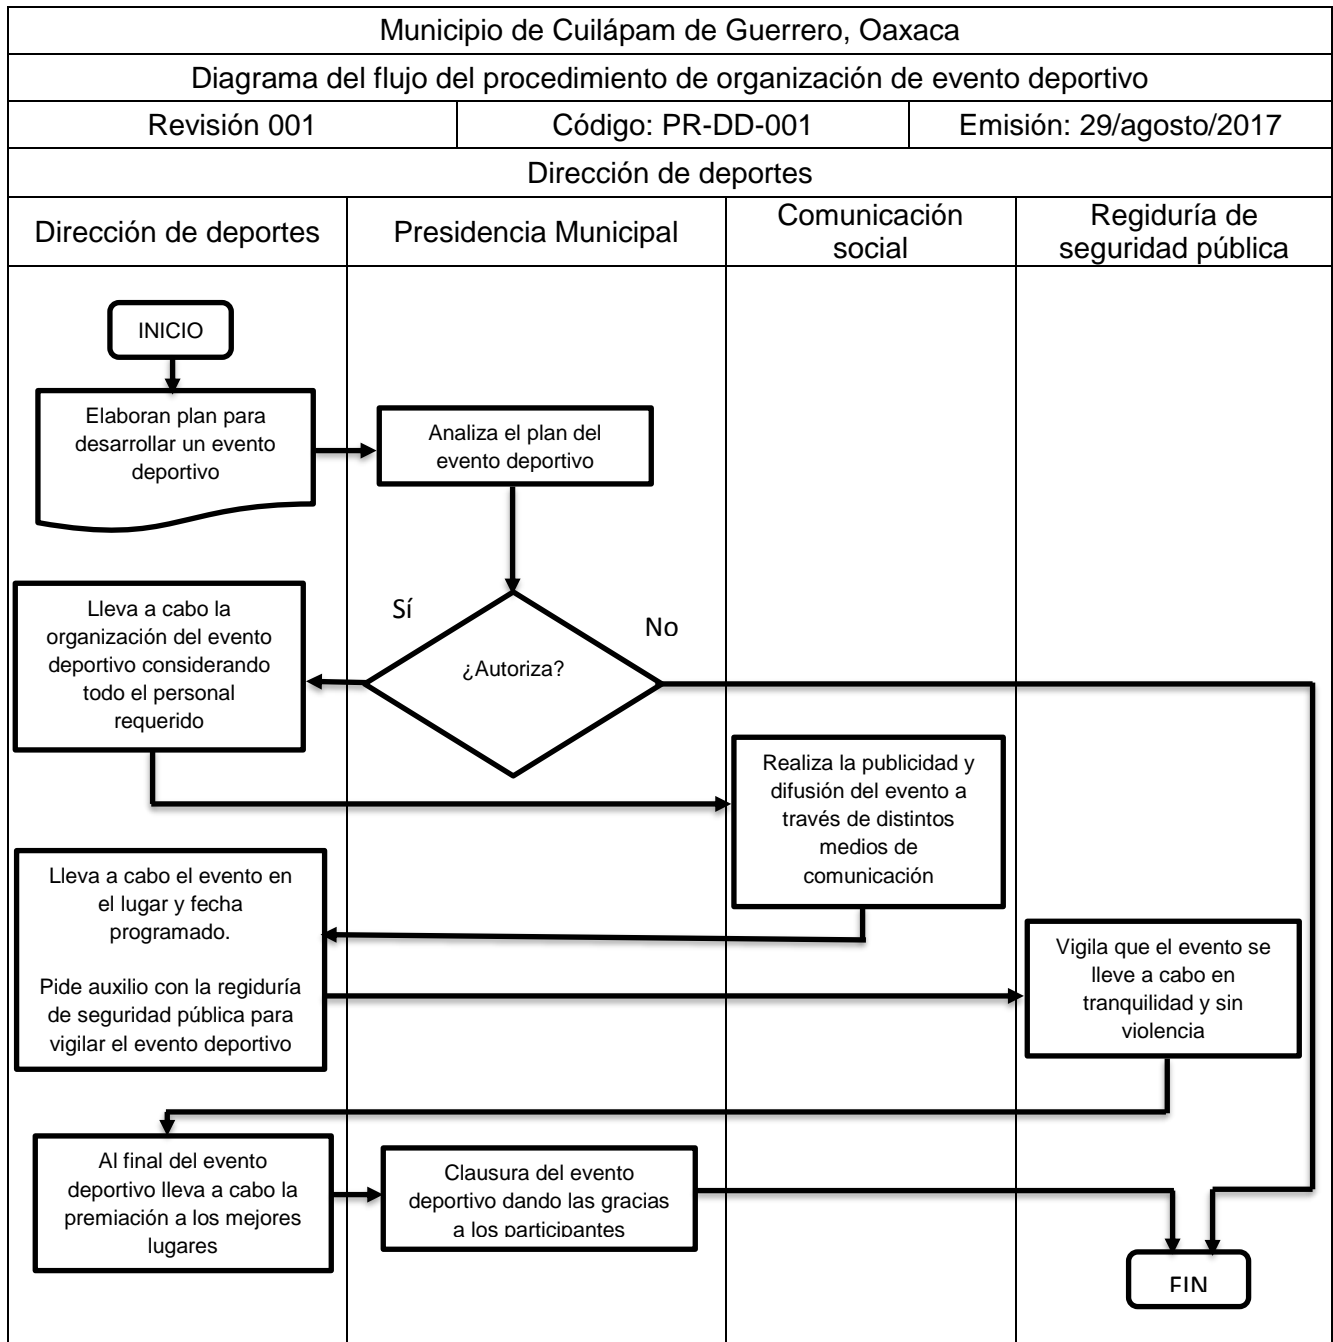 Municipio de Cuilápam de Guerrero, Oaxaca
Diagrama del flujo del procedimiento de organización de evento deportivo
Revisión 001
Código: PR-DD-001
Emisión: 29/agosto/2017
Dirección de deportes
Dirección de deportes
Presidencia Municipal
Comunicación
social
Regiduría de
seguridad pública
INICIO
Elaboran plan para
desarrollar un evento
deportivo
Analiza el plan del
evento deportivo
¿Autoriza?
Sí
No
Lleva a cabo la
organización del evento
deportivo considerando
todo el personal
requerido
Realiza la publicidad y
difusión del evento a
través de distintos
medios de
comunicación
Lleva a cabo el evento en
el lugar y fecha
programado.
Pide auxilio con la regiduría
de seguridad pública para
vigilar el evento deportivo
Vigila que el evento se
lleve a cabo en
tranquilidad y sin
violencia
Al final del evento
deportivo lleva a cabo la
premiación a los mejores
lugares
Clausura del evento
deportivo dando las gracias
a los participantes
FIN